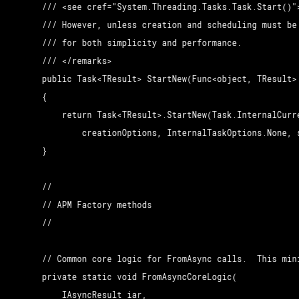 /// <see cref="System.Threading.Tasks.Task.Start()">
/// However, unless creation and scheduling must be
/// for both simplicity and performance.
/// </remarks>
public Task<TResult> StartNew(Func<object, TResult>
{
return Task<TResult>.StartNew(Task.InternalCurre
creationOptions, InternalTaskOptions.None, s
}
//
// APM Factory methods
//
// Common core logic for FromAsync calls.  This mini
private static void FromAsyncCoreLogic(
IAsyncResult iar,